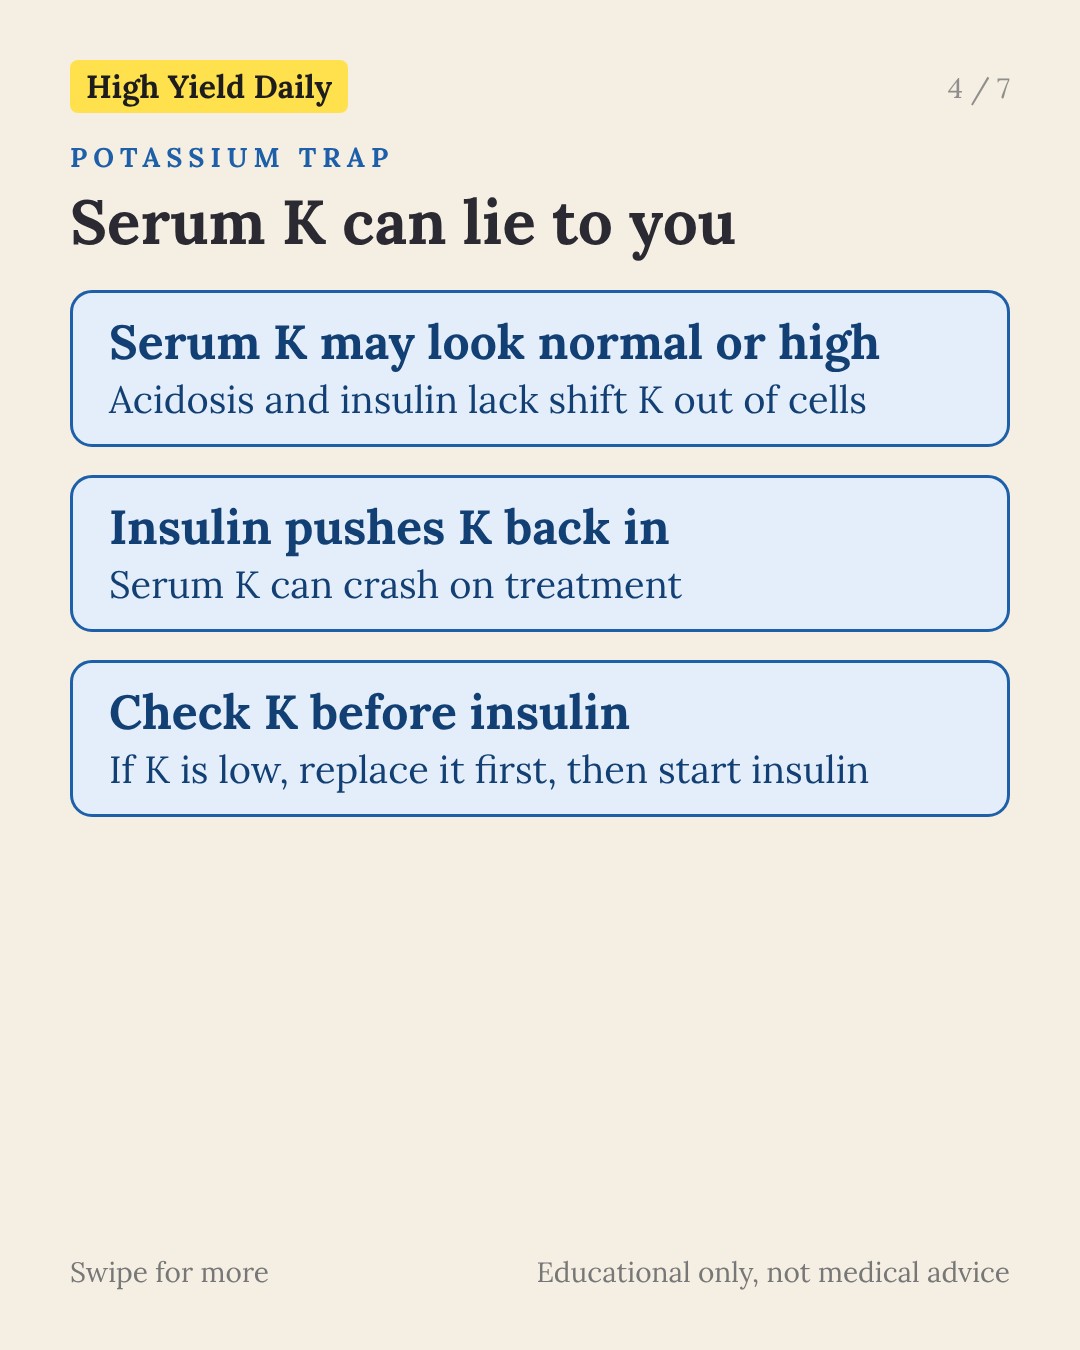 High Yield Daily
4 / 7
POTASSIUM TRAP
Serum K can lie to you
Serum K may look normal or high
Acidosis and insulin lack shift K out of cells
Insulin pushes K back in
Serum K can crash on treatment
Check K before insulin
If K is low, replace it first, then start insulin
Swipe for more
Educational only, not medical advice